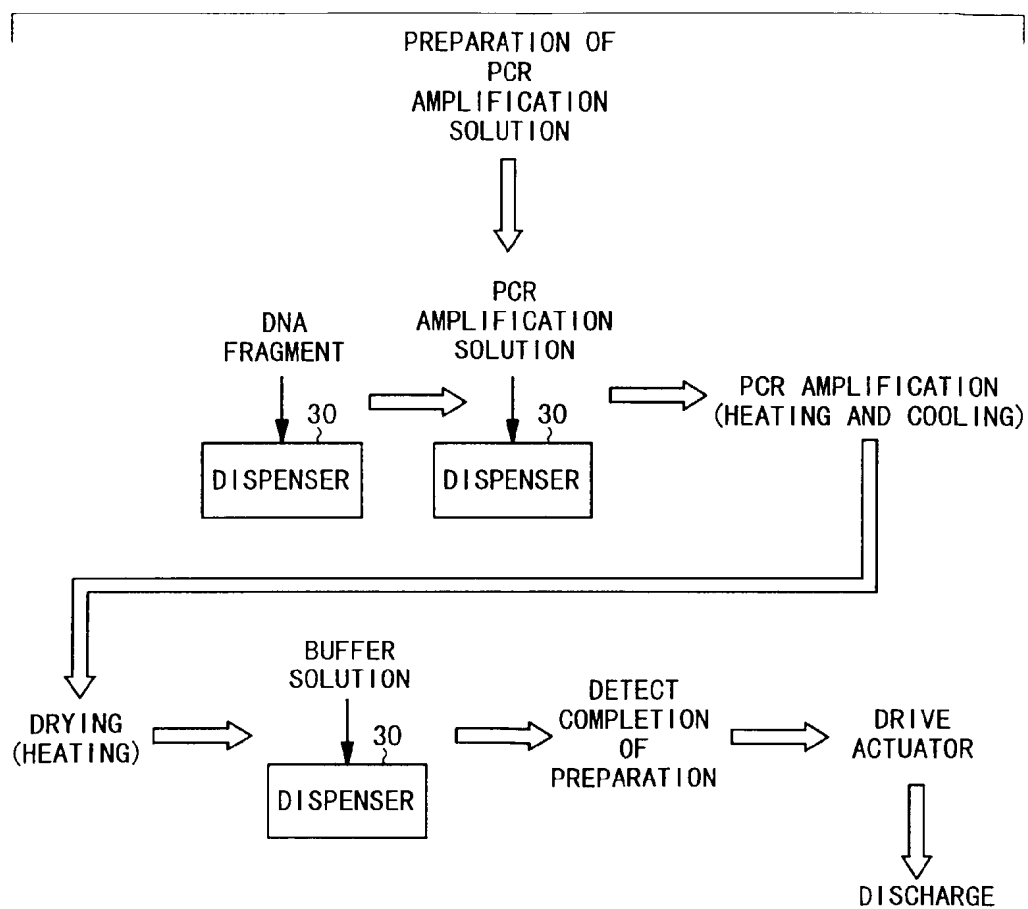 PREPARATION OF
PCR
AMPLIFICATION
SOLUTION
DNA
FRAGMENT
30
DISPENSER
PCR
AMPLIFICATION
SOLUTION
30
DISPENSER
PCR AMPLIFICATION
(HEATING AND COOLING)
DRYING
(HEATING)
BUFFER
SOLUTION
30
DISPENSER
DETECT
COMPLETION
OF
PREPARATION
DRIVE
ACTUATOR
DISCHARGE